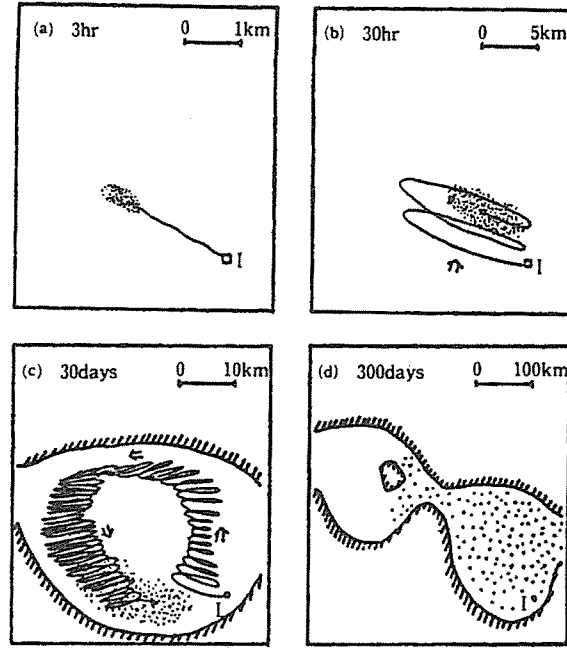 (a) 3hr 0 1km
I
(b) 30hr 0 5km
I
(c) 30days 0 10km
I
(d) 300days 0 100km
I